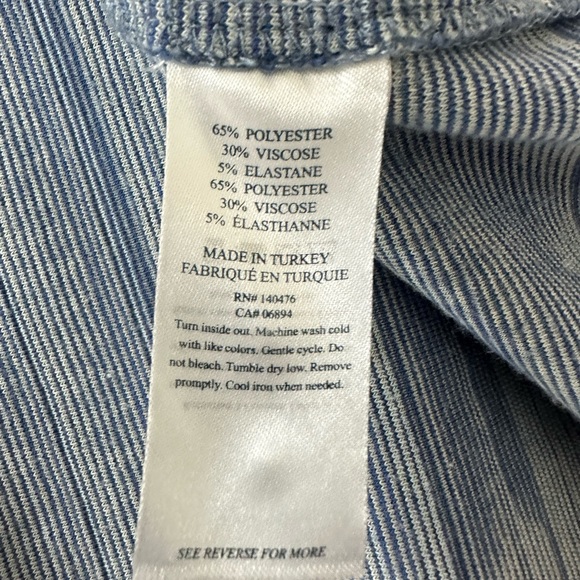 65% POLYESTER
30% VISCOSE
5% ELASTANE
65% POLYESTER
30% VISCOSE
5% ÉLASTHANNE
MADE IN TURKEY
FABRIQUÉ EN TURQUIE
RN# 140476
CA# 06894
Turn inside out. Machine wash cold
with like colors. Gentle cycle. Do
not bleach. Tumble dry low. Remove
promptly. Cool iron when needed.
SEE REVERSE FOR MORE